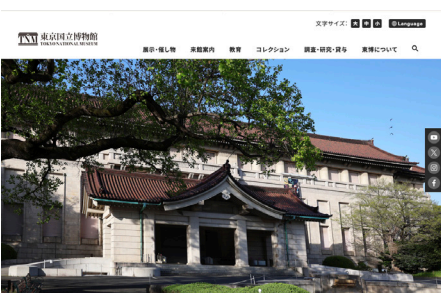 文字サイズ: 大 中 小 Language
東京国立博物館
TOKYO NATIONAL MUSEUM
展示・催し物 来館案内 教育 コレクション 調査・研究・貸与 東博について